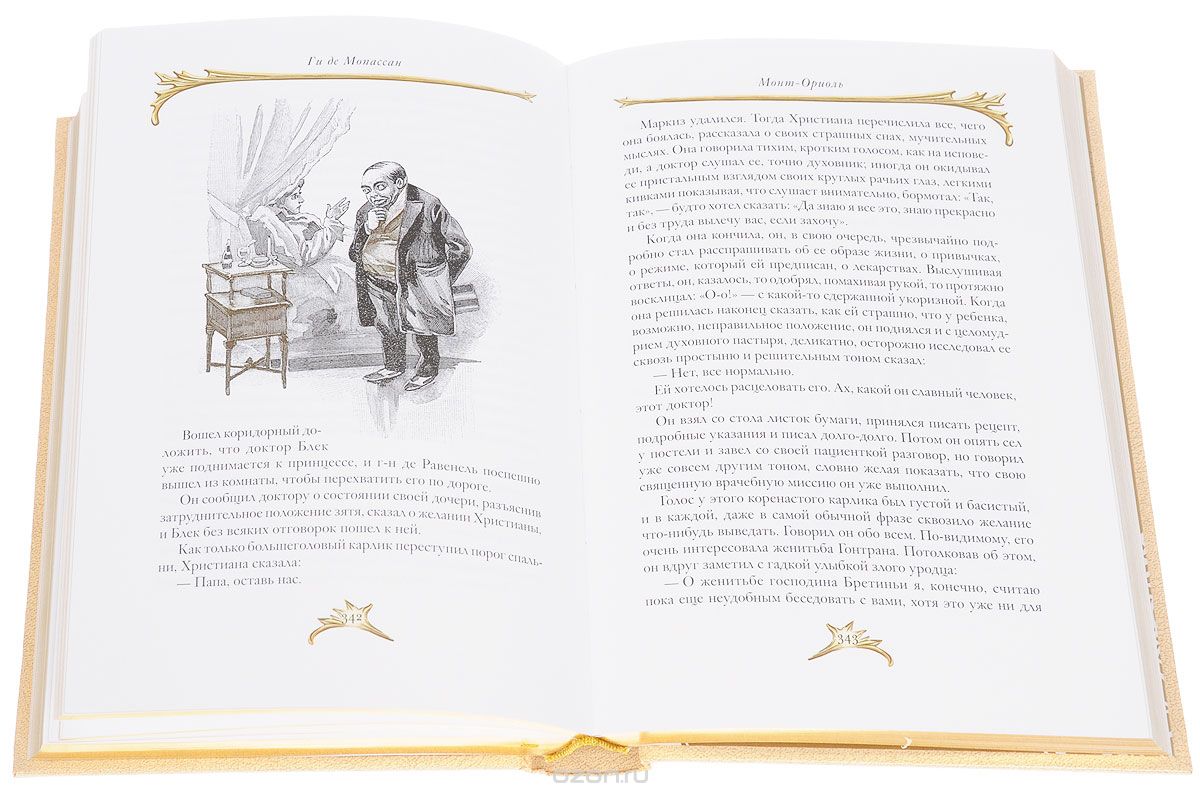 Ги де Мопассан
Вошел коридорный до-
ложить, что доктор Блек
уже поднимается к принцессе, и г-н де Равенель поспешно
вышел из комнаты, чтобы перехватить его по дороге.
Он сообщил доктору о состоянии своей дочери, разъяснив
затруднительное положение зятя, сказал о желании Христианы,
и Блек без всяких отговорок пошел к ней.
Как только большеголовый карлик переступил порог спаль-
ни, Христиана сказала:
— Папа, оставь нас.
342
Монт-Ориоль
Маркиз удалился. Тогда Христиана перечислила все, чего
она боялась, рассказала о своих страшных снах, мучительных
мыслях. Она говорила тихим, кротким голосом, как на испове-
ди, а доктор слушал ее, точно духовник; иногда он окидывал
ее пристальным взглядом своих круглых рачьих глаз, легкими
кивками показывая, что слушает внимательно, бормотал: «Так,
так», — будто хотел сказать: «Да знаю я все это, знаю прекрасно
и без труда вылечу вас, если захочу».
Когда она кончила, он, в свою очередь, чрезвычайно под-
робно стал расспрашивать об ее образе жизни, о привычках,
о режиме, который ей предписан, о лекарствах. Выслушивая
ответы, он, казалось, то одобрял, помахивая рукой, то протяжно
восклицал: «О-о!» — с какой-то сдержанной укоризной. Когда
она решилась наконец сказать, как ей страшно, что у ребенка,
возможно, неправильное положение, он поднялся и с целомуд-
рием духовного пастыря, деликатно, осторожно исследовал ее
сквозь простыню и решительным тоном сказал:
— Нет, все нормально.
Ей хотелось расцеловать его. Ах, какой он славный человек,
этот доктор!
Он взял со стола листок бумаги, принялся писать рецепт,
подробные указания и писал долго-долго. Потом он опять сел
у постели и завел со своей пациенткой разговор, но говорил
уже совсем другим тоном, словно желая показать, что свою
священную врачебную миссию он уже выполнил.
Голос у этого коренастого карлика был густой и басистый,
и в каждой, даже в самой обычной фразе сквозило желание
что-нибудь выведать. Говорил он обо всем. По-видимому, его
очень интересовала женитьба Гонтрана. Потолковав об этом,
он вдруг заметил с гадкой улыбкой злого уродца:
— О женитьбе господина Бретиньи я, конечно, считаю
пока еще неудобным беседовать с вами, хотя это уже ни для
343
ozon.ru